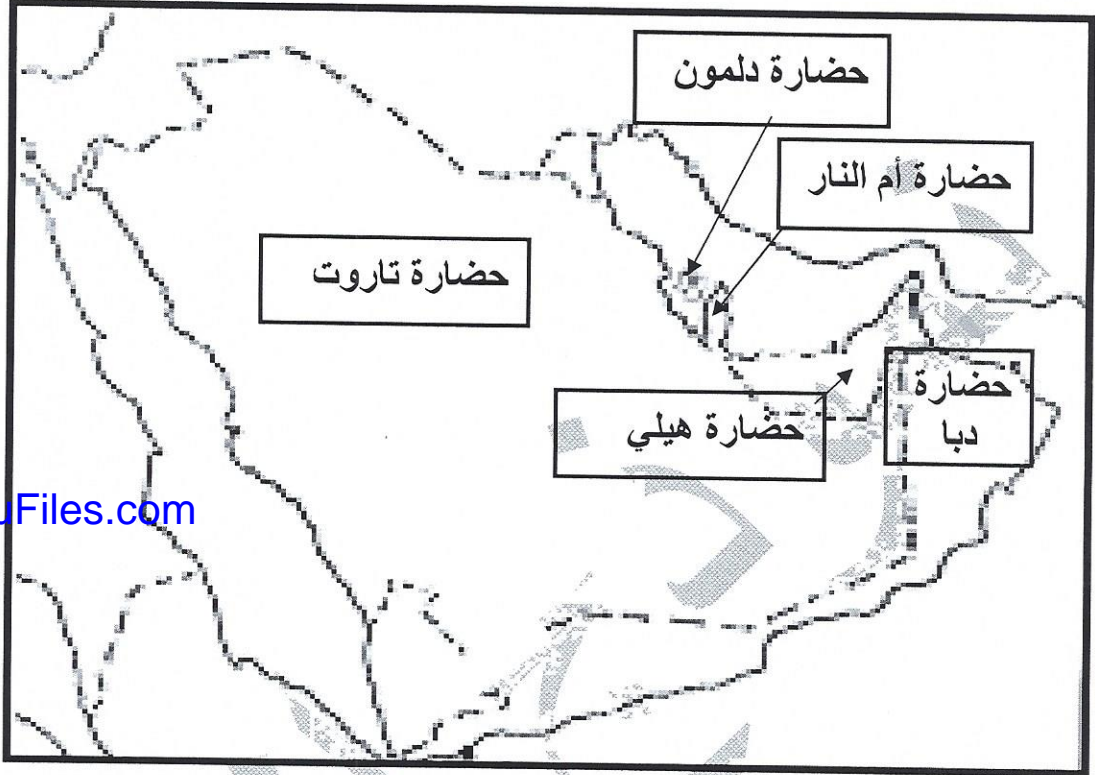 حضارة دلمون
حضارة أم النار
حضارة تاروت
حضارة
دبا
حضارة هيلي
uFiles.com